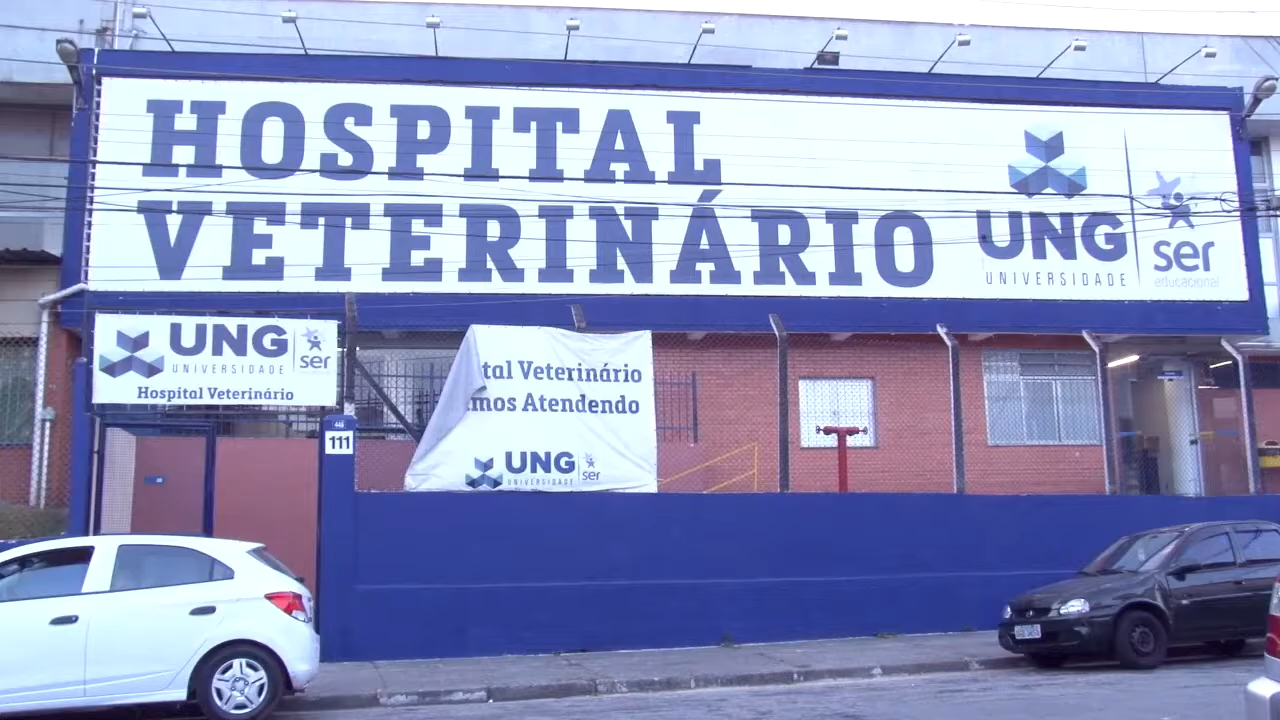 HOSPITAL
VETERINÁRIO
UNG
UNIVERSIDADE
ser
educacional
UNG
UNIVERSIDADE
ser
Hospital Veterinário
tal Veterinário
mos Atendendo
UNG
UNIVERSIDADE
ser
111